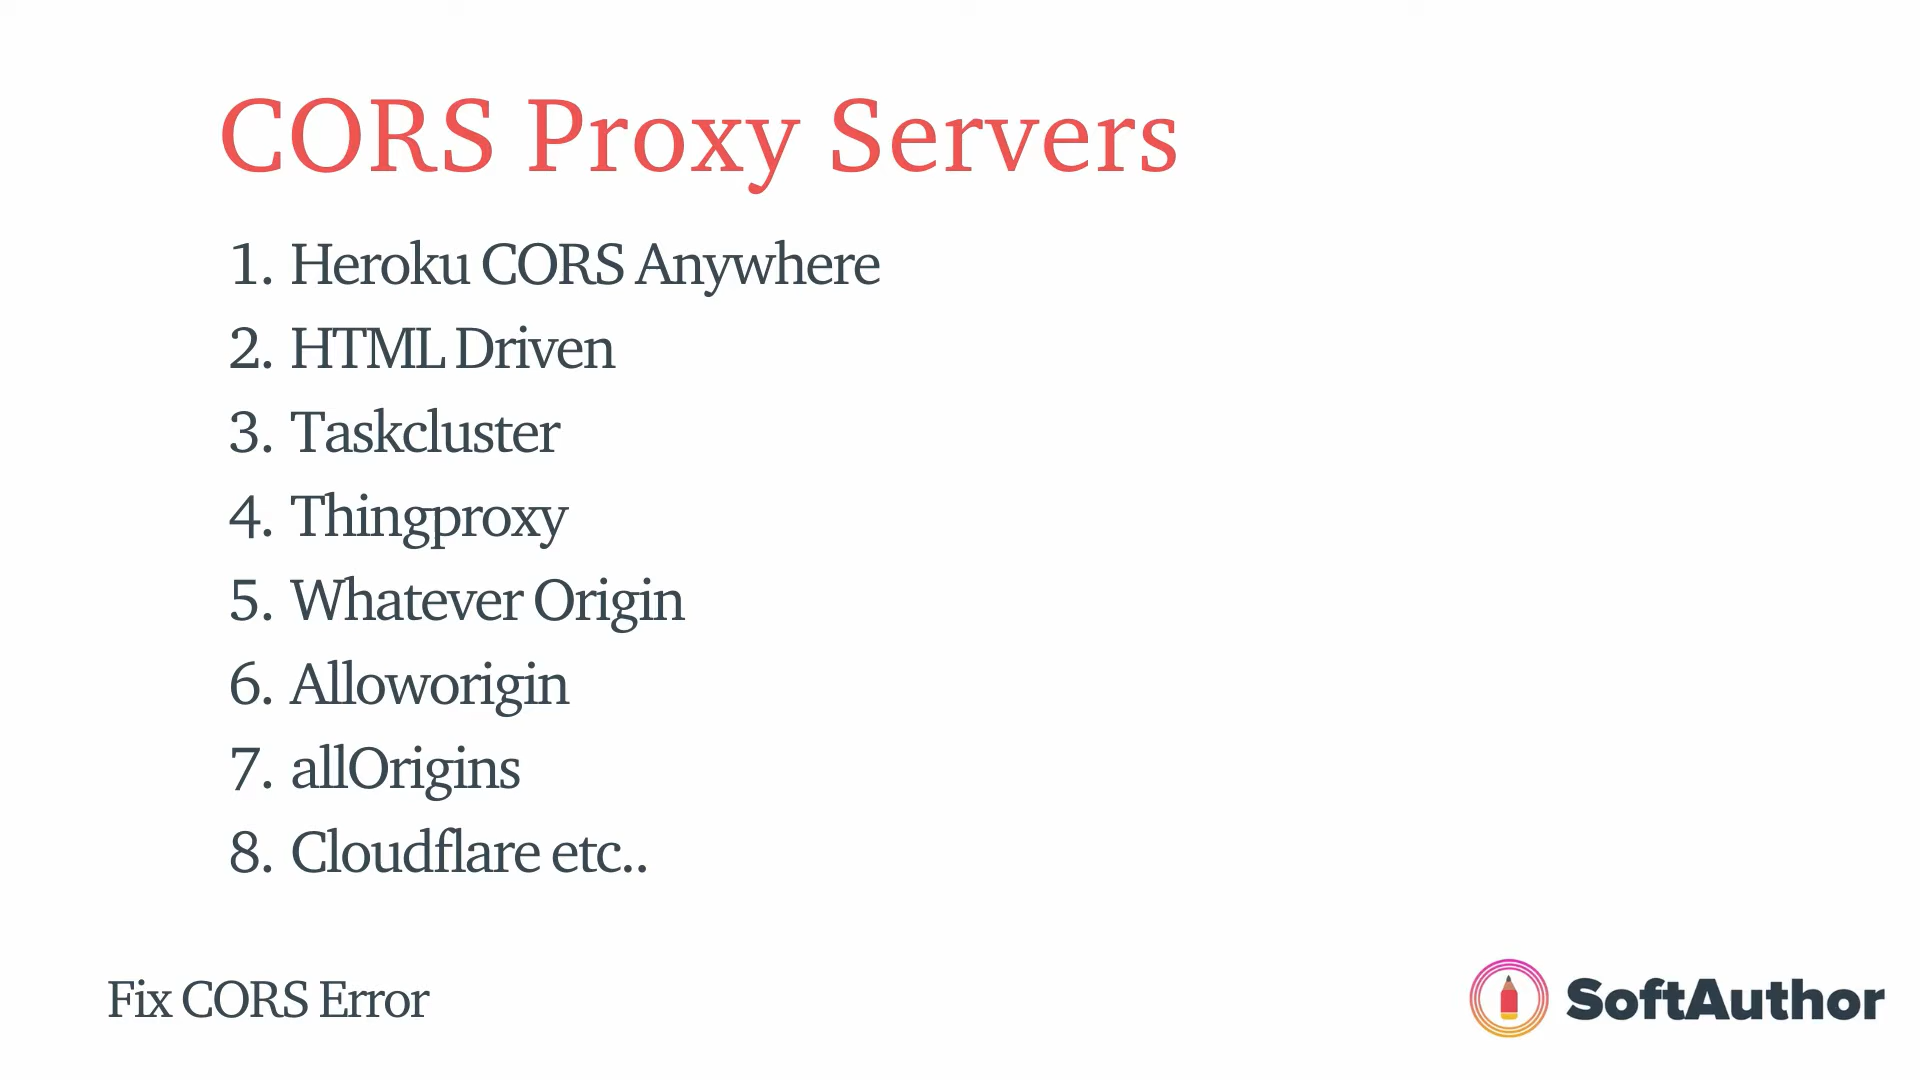 CORS Proxy Servers
1. Heroku CORS Anywhere
2. HTML Driven
3. Taskcluster
4. Thingproxy
5. Whatever Origin
6. Alloworigin
7. allOrigins
8. Cloudflare etc..
Fix CORS Error
SoftAuthor